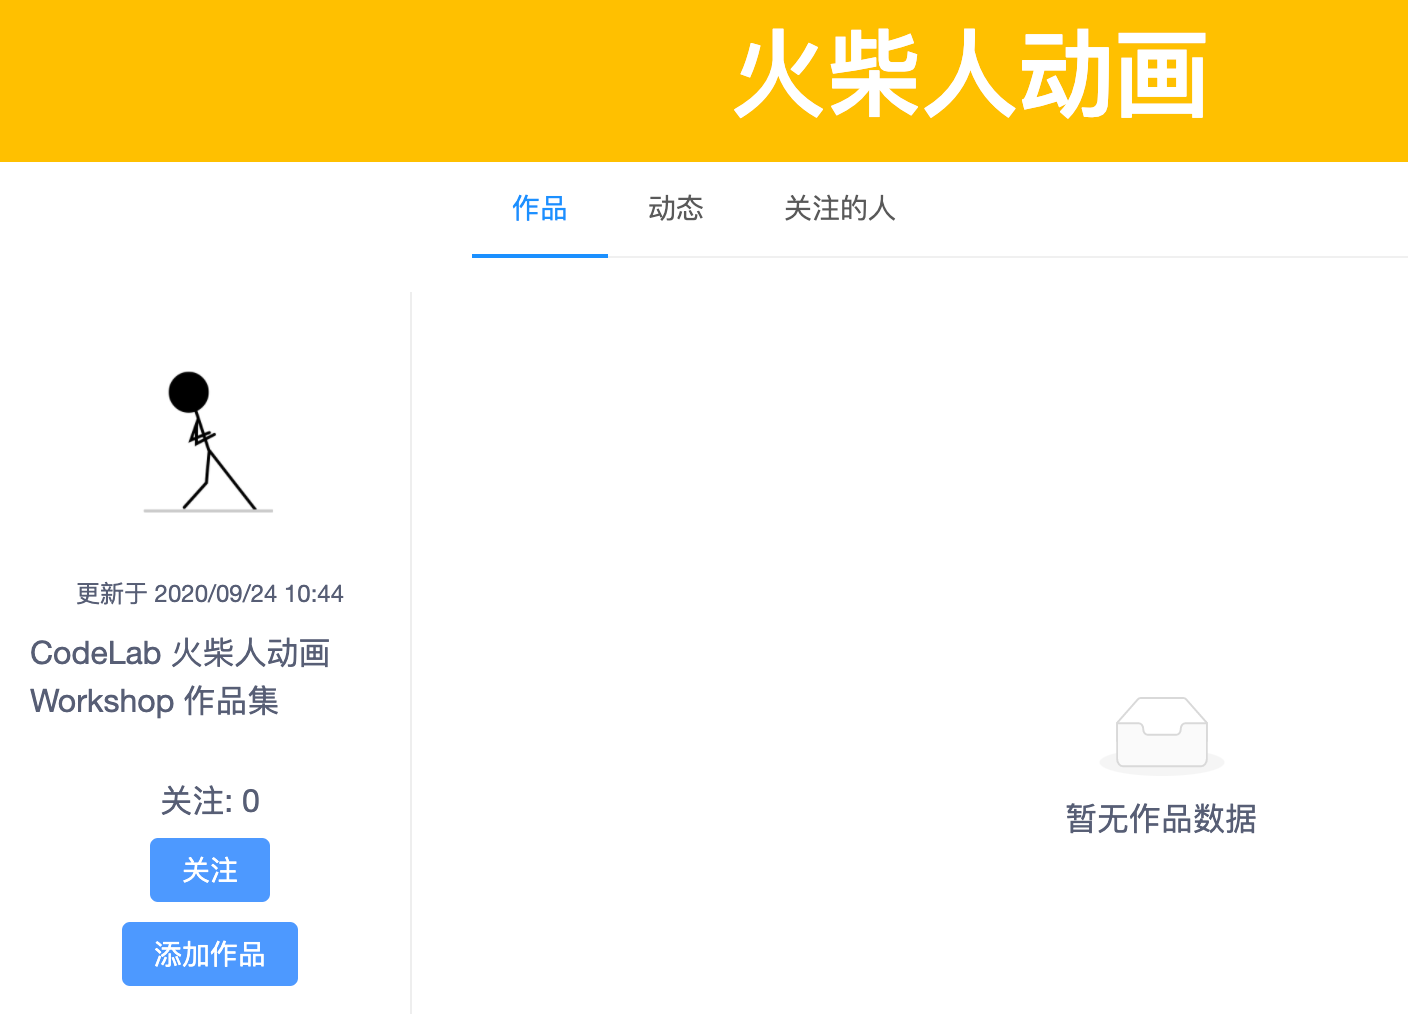 火柴人动画
作品
动态
关注的人
更新于 2020/09/24 10:44
CodeLab 火柴人动画
Workshop 作品集
关注: 0
关注
添加作品
暂无作品数据